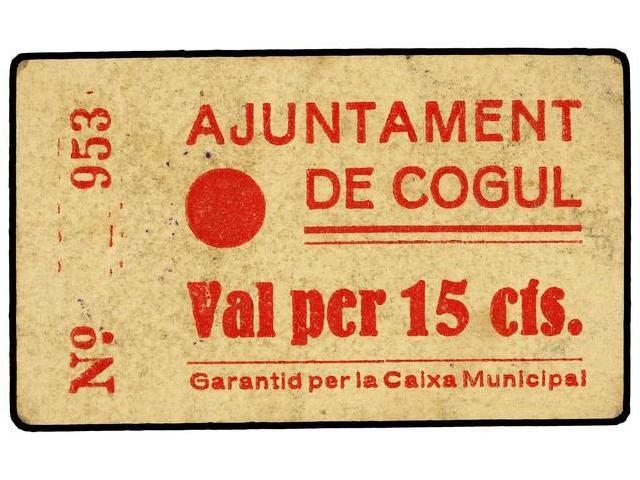 Nº 953
AJUNTAMENT
DE COGUL
Val per 15 cts.
Garantid per la Caixa Municipal